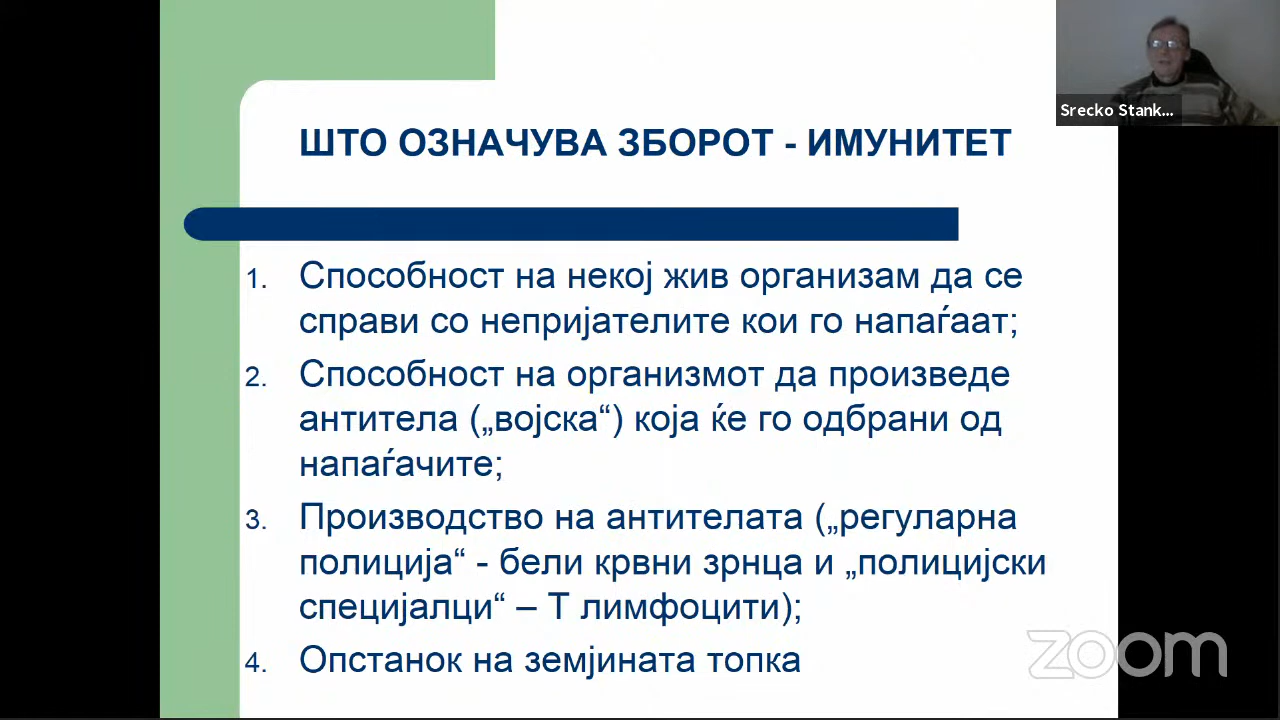 Srecko Stank...
ШТО ОЗНАЧУВА ЗБОРОТ - ИМУНИТЕТ
1. Способност на некој жив организам да се
справи со непријателите кои го напаѓаат;
2. Способност на организмот да произведе
антитела („војска“) која ќе го одбрани од
напаѓачите;
3. Производство на антителата („регуларна
полиција“ - бели крвни зрнца и „полицијски
специјалци“ – Т лимфоцити);
4. Опстанок на земјината топка
zoom